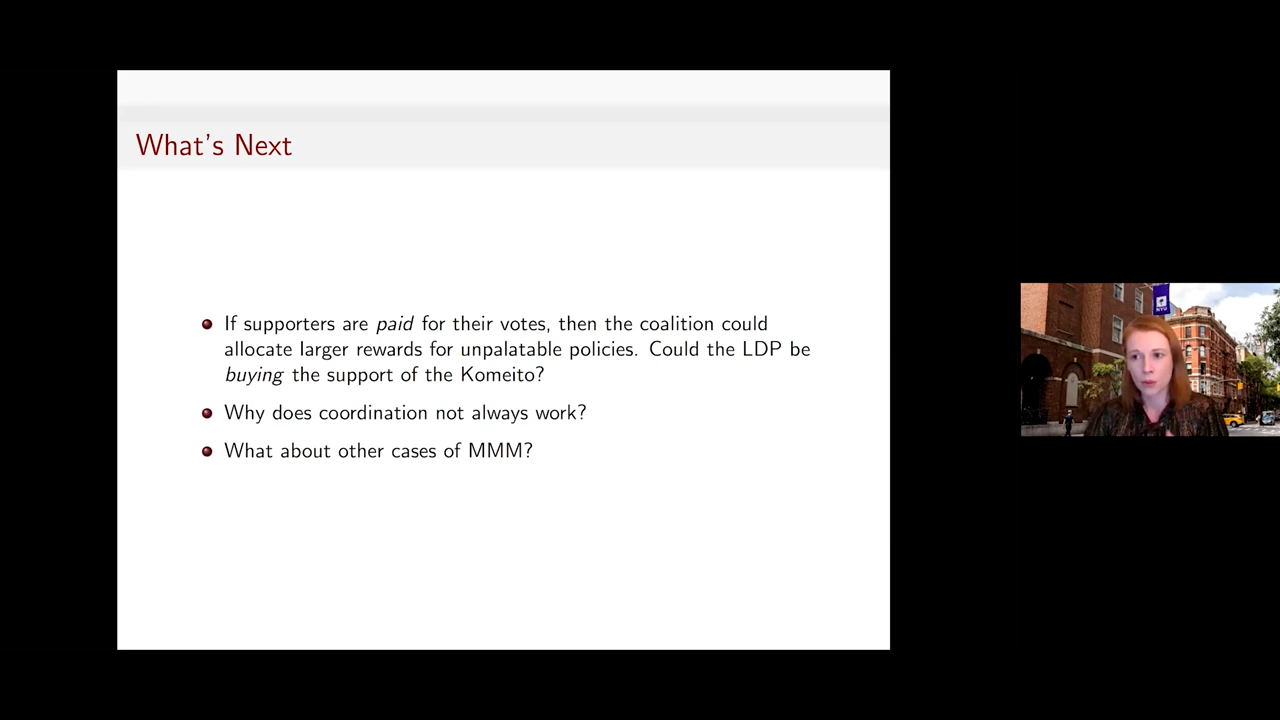 What's Next
If supporters are paid for their votes, then the coalition could
allocate larger rewards for unpalatable policies. Could the LDP be
buying the support of the Komeito?
Why does coordination not always work?
What about other cases of MMM?
NYU